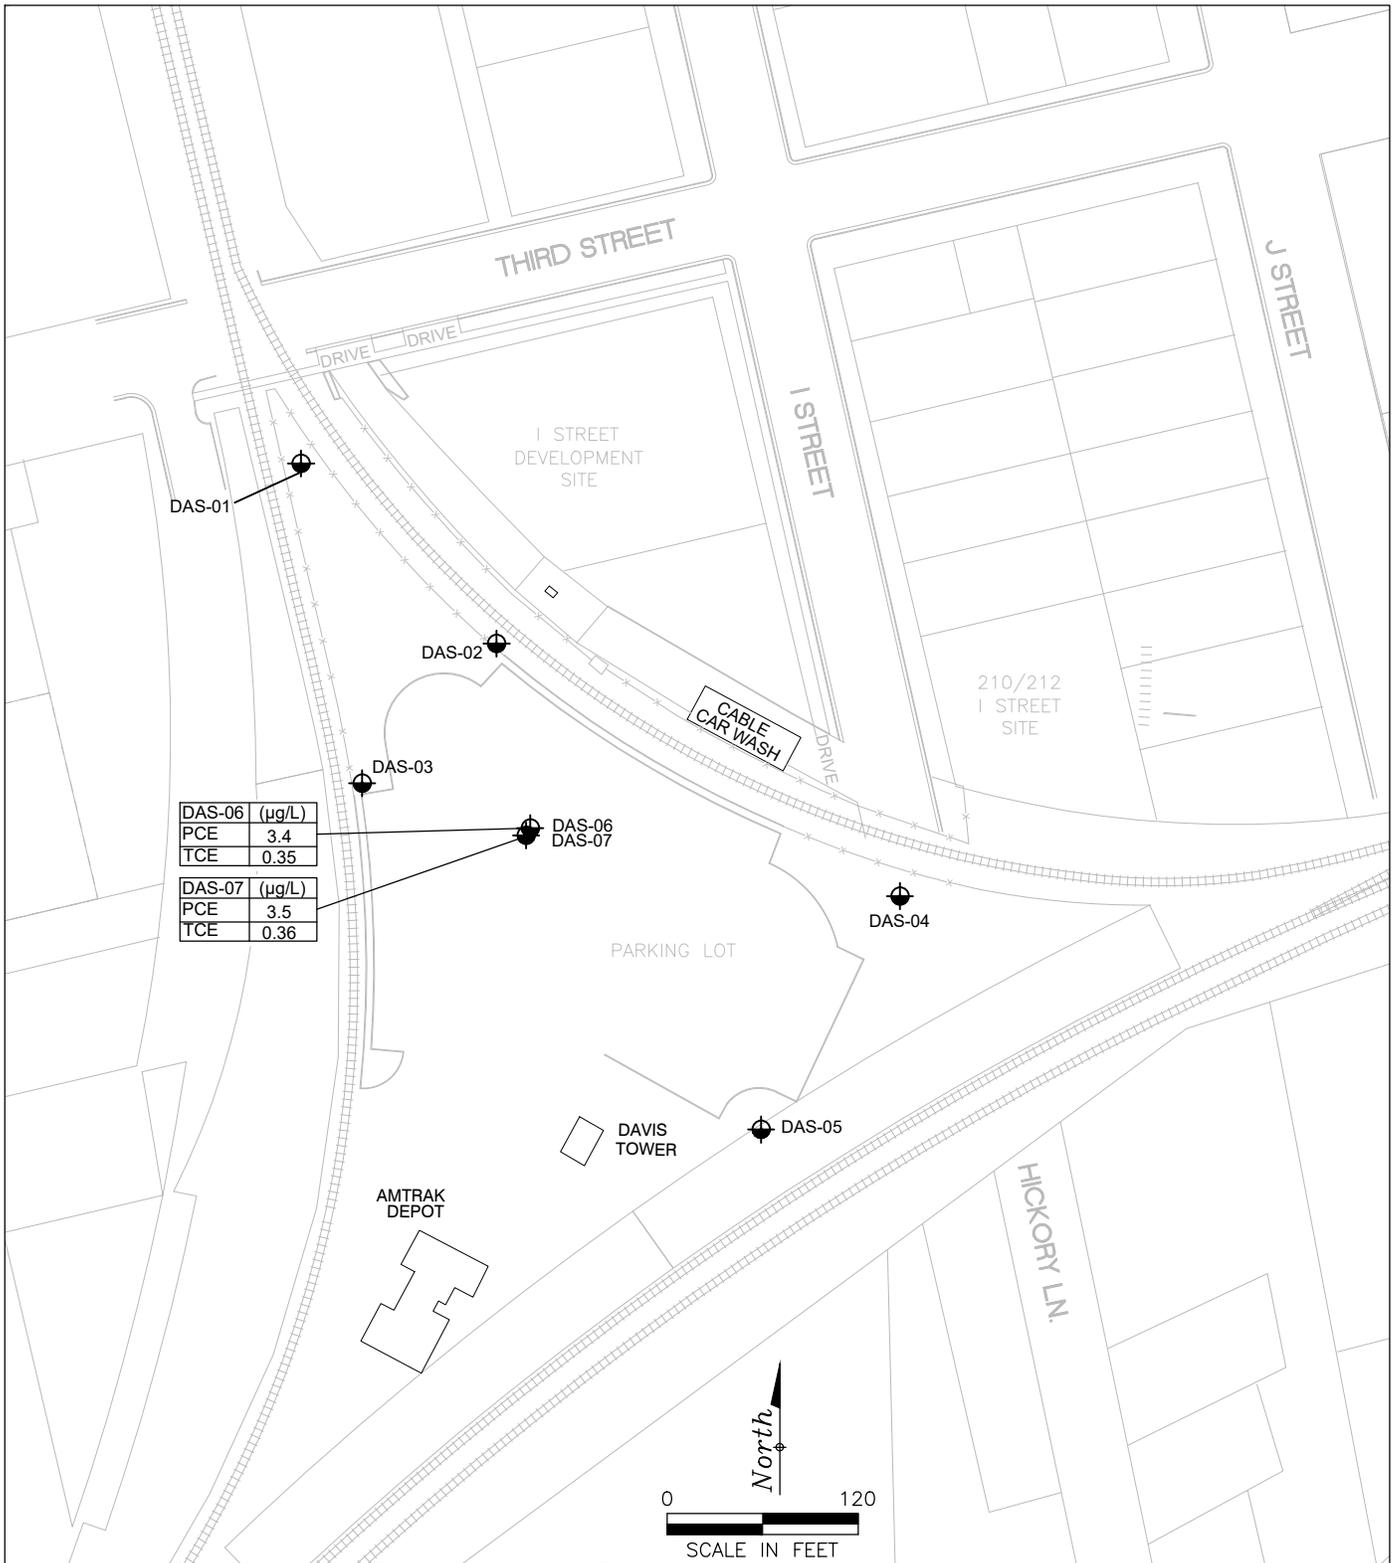 THIRD STREET
J STREET
DRIVE
DRIVE
I STREET
I STREET
DEVELOPMENT
SITE
DAS-01
DAS-02
210/212
I STREET
SITE
CABLE
CAR WASH
DRIVE
DAS-03
DAS-06 (µg/L)
PCE 3.4
TCE 0.35
DAS-06
DAS-07
DAS-07 (µg/L)
PCE 3.5
TCE 0.36
DAS-04
PARKING LOT
DAVIS
TOWER
DAS-05
AMTRAK
DEPOT
HICKORY LN.
North
0 120
SCALE IN FEET